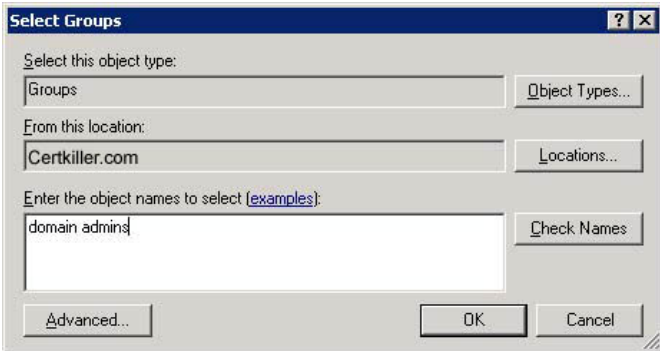 Select Groups
Select this object type:
Groups
Object Types...
From this location:
Certkiller.com
Locations...
Enter the object names to select (examples):
domain admins
Check Names
Advanced...
OK
Cancel